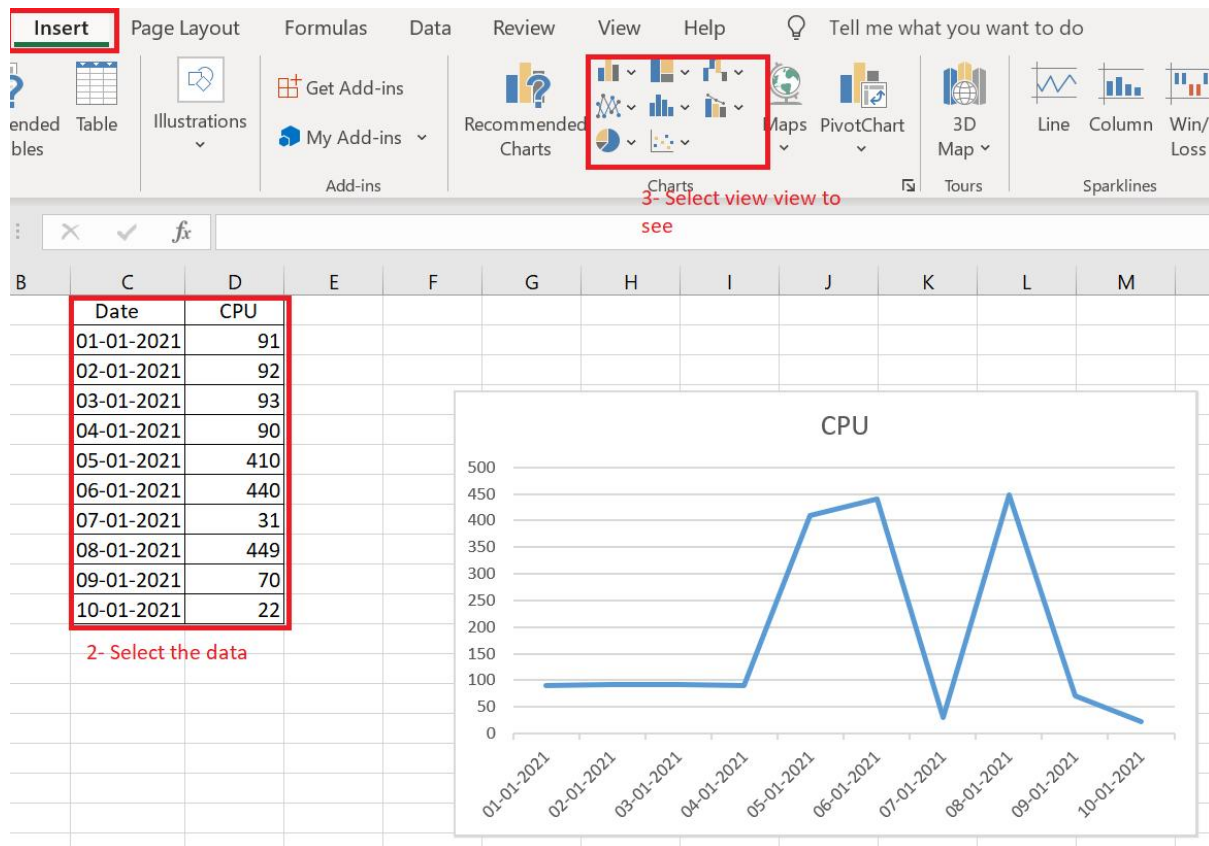 Insert Page Layout Formulas Data Review View Help Tell me what you want to do
ended
bles
Table
Illustrations
Get Add-ins
My Add-ins
Add-ins
Recommended
Charts
Charts
Maps
PivotChart
3D
Map
Tours
Line
Column
Win/
Loss
Sparklines
3- Select view view to
see
fx
B C D E F G H I J K L M
Date CPU
01-01-2021 91
02-01-2021 92
03-01-2021 93
04-01-2021 90
05-01-2021 410
06-01-2021 440
07-01-2021 31
08-01-2021 449
09-01-2021 70
10-01-2021 22
2- Select the data
CPU
500
450
400
350
300
250
200
150
100
50
0
01-01-2021 02-01-2021 03-01-2021 04-01-2021 05-01-2021 06-01-2021 07-01-2021 08-01-2021 09-01-2021 10-01-2021